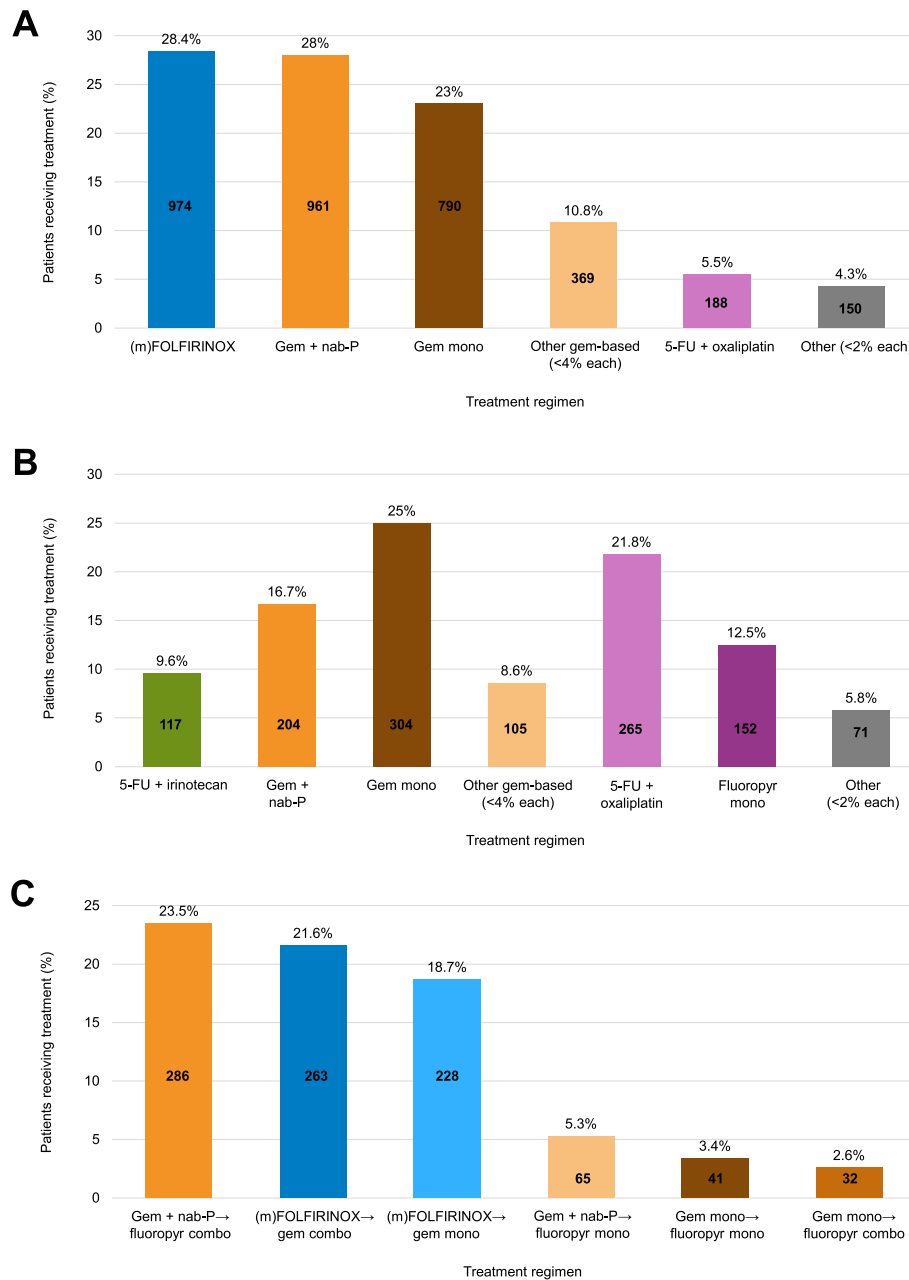 A
Patients receiving treatment (%)
30
25
20
15
10
5
0
28.4%
28%
23%
10.8%
5.5%
4.3%
974
961
790
369
188
150
(m)FOLFIRINOX
Gem + nab-P
Gem mono
Other gem-based
(<4% each)
5-FU + oxaliplatin
Other (<2% each
Treatment regimen
B
Patients receiving treatment (%)
30
25
20
15
10
5
0
9.6%
16.7%
25%
8.6%
21.8%
12.5%
5.8%
117
204
304
105
265
152
71
5-FU + irinotecan
Gem +
nab-P
Gem mono
Other gem-based
(<4% each)
5-FU +
oxaliplatin
Fluoropyr
mono
Other
(<2% each)
Treatment regimen
C
Patients receiving treatment (%)
25
20
15
10
5
0
23.5%
21.6%
18.7%
5.3%
3.4%
2.6%
286
263
228
65
41
32
Gem + nab-P→
fluoropyr combo
(m)FOLFIRINOX→
gem combo
(m)FOLFIRINOX→
gem mono
Gem + nab-P→
fluoropyr mono
Gem mono→
fluoropyr mono
Gem mono→
fluoropyr combo
Treatment regimen